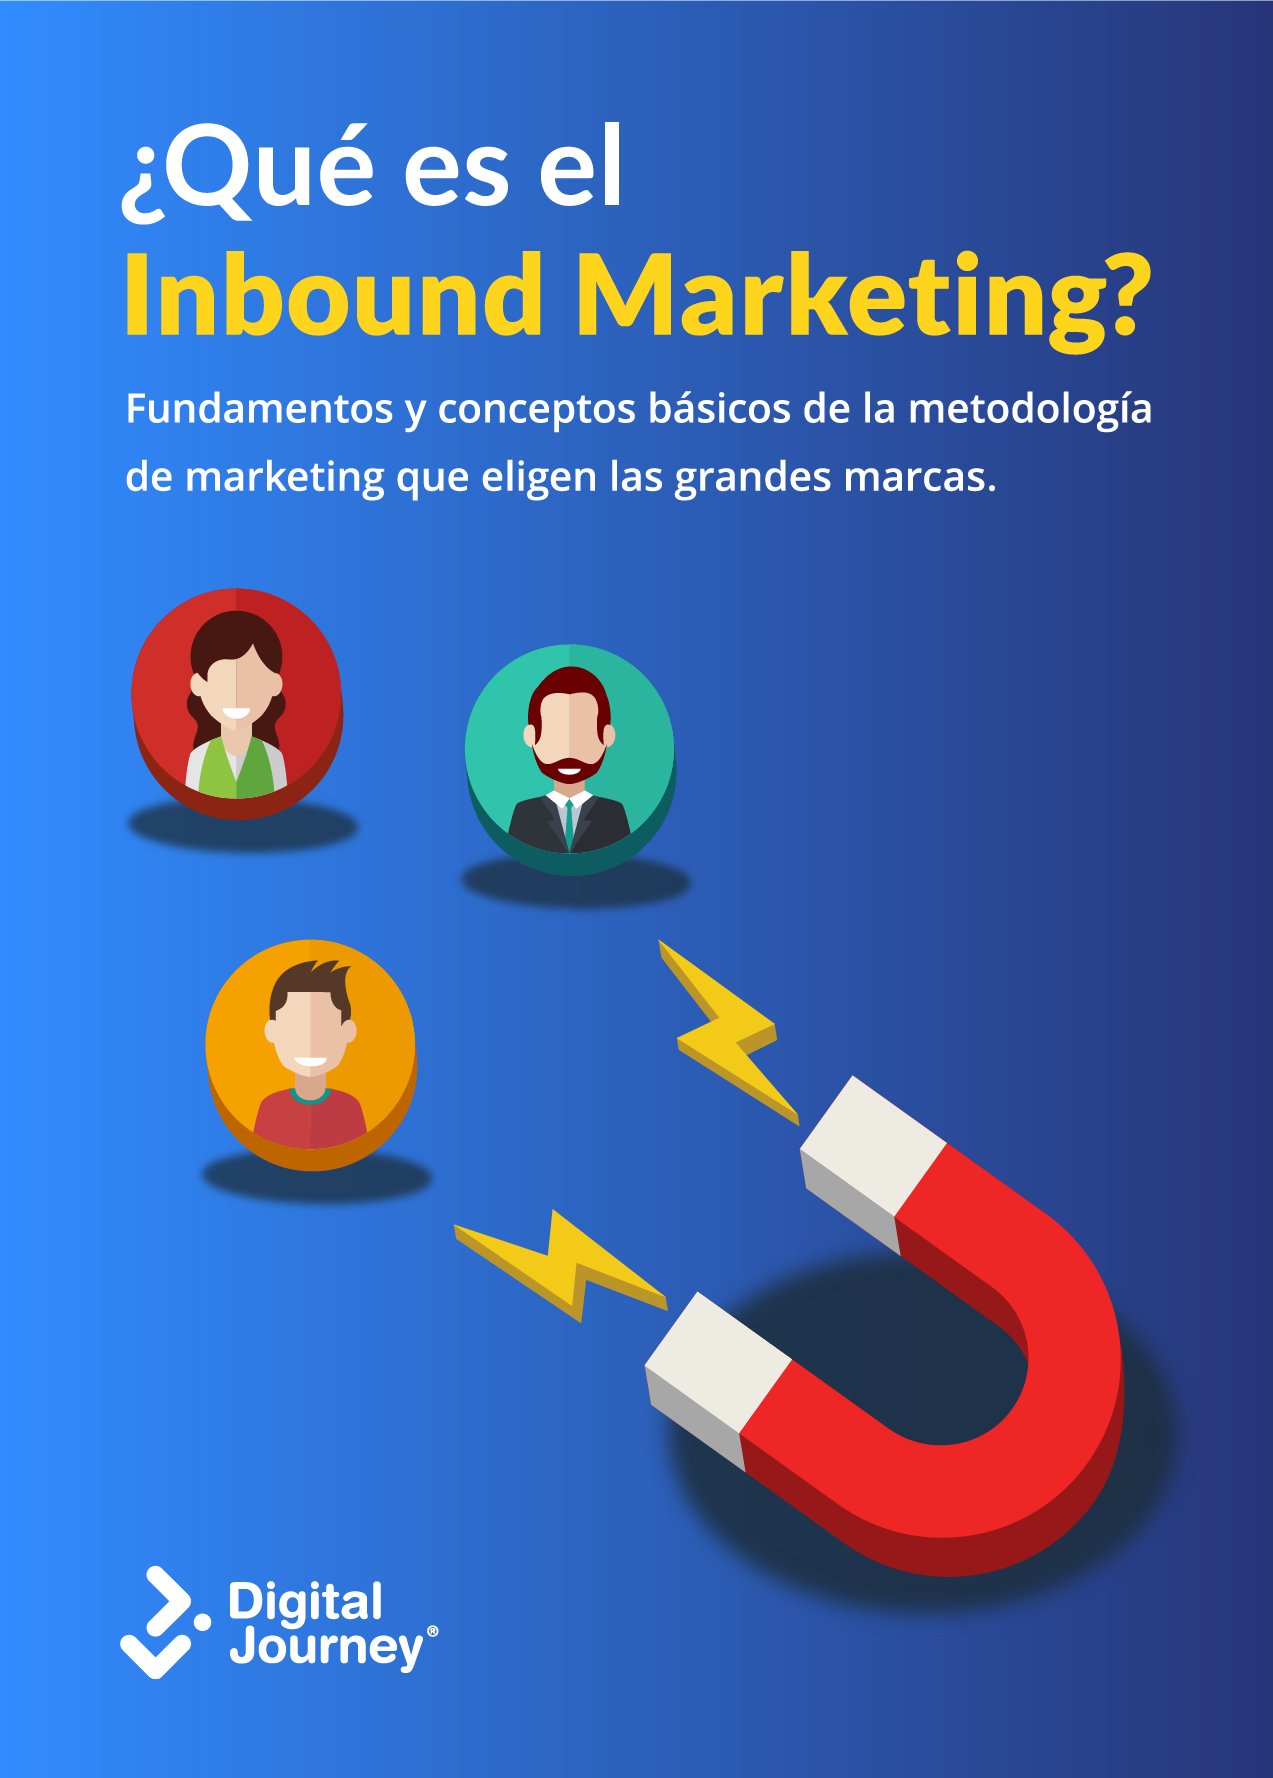 ¿Qué es el
Inbound Marketing?
Fundamentos y conceptos básicos de la metodología
de marketing que eligen las grandes marcas.
Digital
Journey®